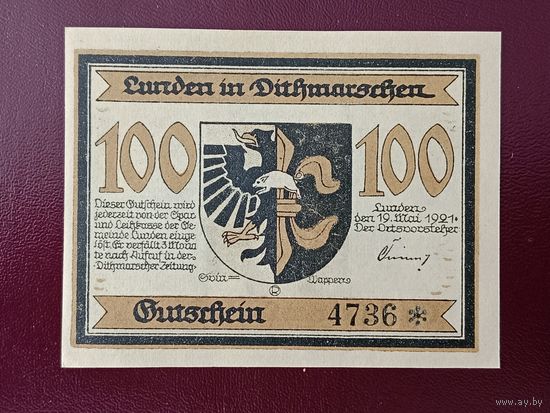 Lunden in Dithmarschen
100
100
Dieser Gutschein wird
jederzeit von der Spar
und Leihkasse der Ge
meinde Lunden einge
löst. Er verfällt 3 Mona
te nach Aufruf in der
Dithmarscher Zeitung.
Lunden
den 19. Mai 1921.
Der Ortsvorsteher
Wappen
R
Gutschein
4736 *
www.ay.by